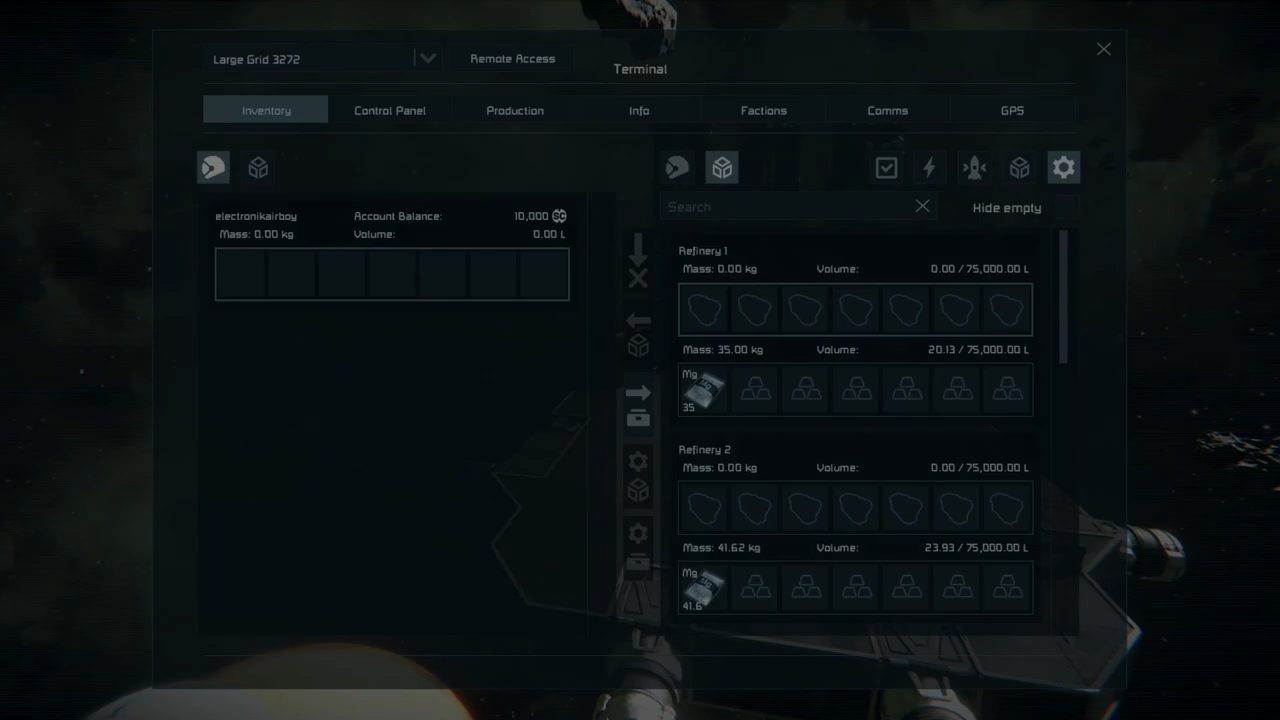 Large Grid 3272
Remote Access
Terminal
Inventory Control Panel Production Info Factions Comms GPS
Search
Hide empty
electronikairboy Account Balance: 10,000 SC
Mass: 0.00 kg Volume: 0.00 L
Refinery 1
Mass: 0.00 kg Volume: 0.00 / 75,000.00 L
Mass: 35.00 kg Volume: 20.13 / 75,000.00 L
Mg
35
Refinery 2
Mass: 0.00 kg Volume: 0.00 / 75,000.00 L
Mass: 41.62 kg Volume: 23.93 / 75,000.00 L
Mg
41.6